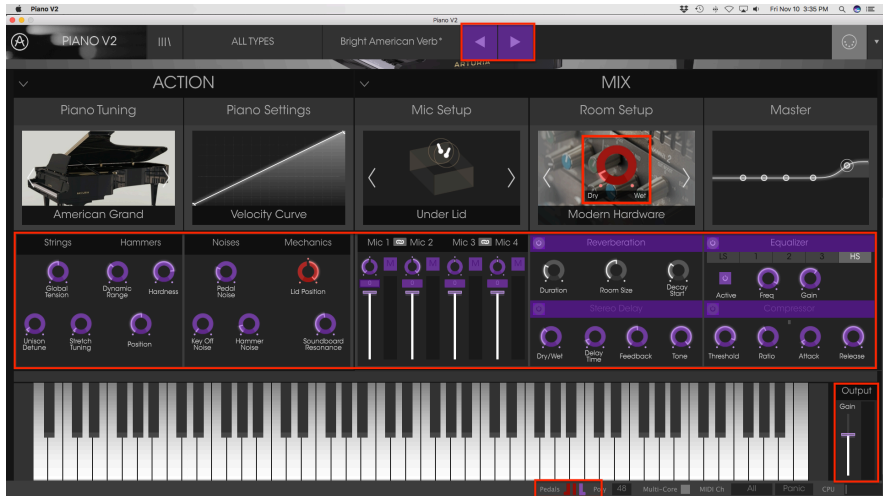 Piano V2
Fri Nov 10 3:35 PM
Piano V2
PIANO V2
ALL TYPES
Bright American Verb*
ARTURIA
ACTION
MIX
Piano Tuning
Piano Settings
Mic Setup
Room Setup
Master
Dry
Wet
American Grand
Velocity Curve
Under Lid
Modern Hardware
Strings
Hammers
Noises
Mechanics
Mic 1
Mic 2
Mic 3
Mic 4
Reverberation
Equalizer
LS
1
2
3
HS
M
M
M
M
Global Tension
Dynamic Range
Hardness
Pedal Noise
Lid Position
0
0
0
0
Duration
Room Size
Decay Start
Active
Freq
Gain
Stereo Delay
Compressor
Unison Detune
Stretch Tuning
Position
Key Off Noise
Hammer Noise
Soundboard Resonance
Dry/Wet
Delay Time
Feedback
Tone
Threshold
Ratio
Attack
Release
Output
Gain
Pedals
Poly
48
Multi-Core
MIDI Ch
All
Panic
CPU